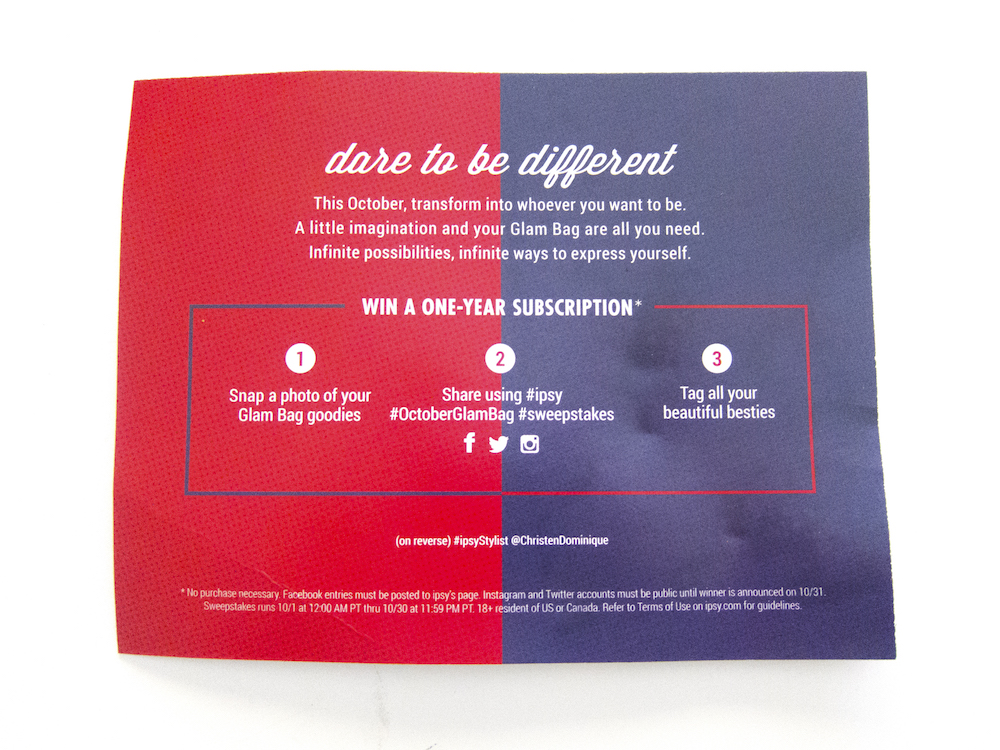 dare to be different
This October, transform into whoever you want to be.
A little imagination and your Glam Bag are all you need.
Infinite possibilities, infinite ways to express yourself.
WIN A ONE-YEAR SUBSCRIPTION*
1
Snap a photo of your
Glam Bag goodies
2
Share using #ipsy
#OctoberGlamBag #sweepstakes
3
Tag all your
beautiful besties
(on reverse) #ipsyStylist @ChristenDominique
* No purchase necessary. Facebook entries must be posted to ipsy's page. Instagram and Twitter accounts must be public until winner is announced on 10/31.
Sweepstakes runs 10/1 at 12:00 AM PT thru 10/30 at 11:59 PM PT. 18+ resident of US or Canada. Refer to Terms of Use on ipsy.com for guidelines.